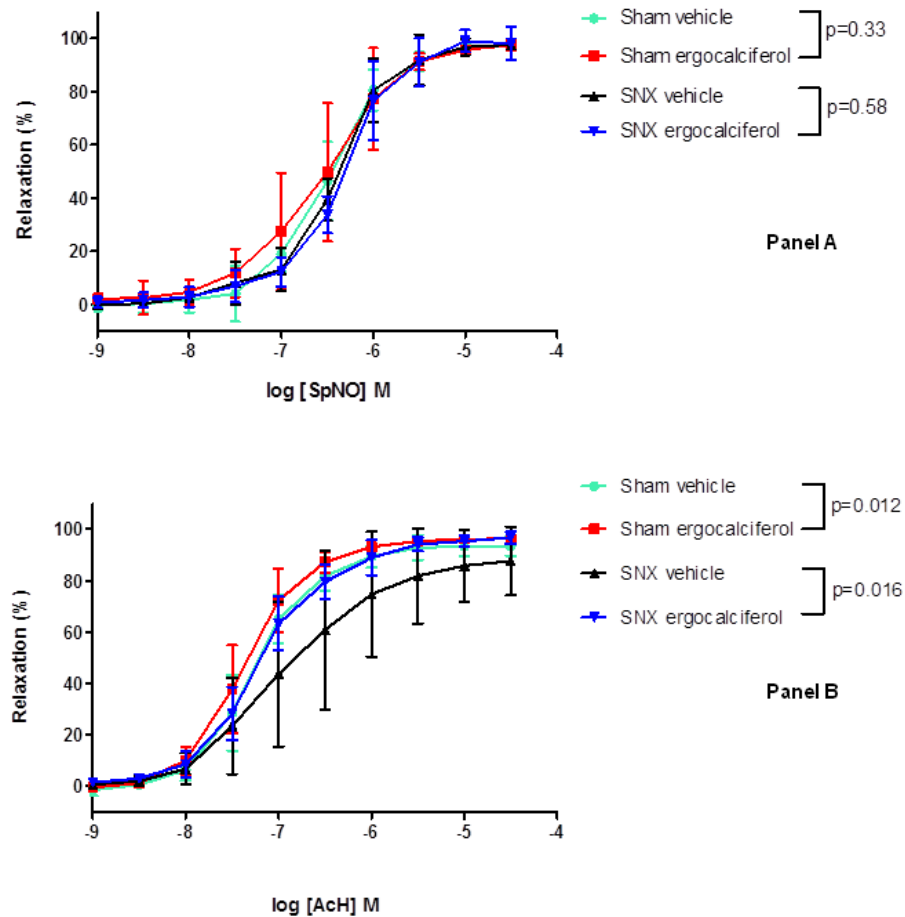 Sham vehicle
Sham ergocalciferol
p=0.33
SNX vehicle
SNX ergocalciferol
p=0.58
Relaxation (%)
100
80
60
40
20
0
-9 -8 -7 -6 -5 -4
log [SpNO] M
Panel A
Sham vehicle
Sham ergocalciferol
p=0.012
SNX vehicle
SNX ergocalciferol
p=0.016
Relaxation (%)
100
80
60
40
20
0
-9 -8 -7 -6 -5 -4
log [AcH] M
Panel B